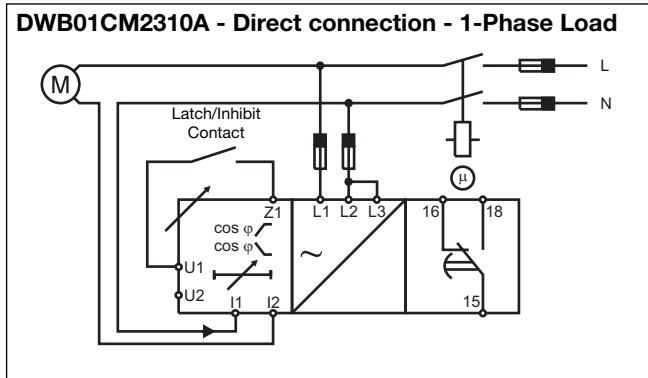 DWB01CM2310A - Direct connection - 1-Phase Load
L
M
N
Latch/Inhibit
Contact
μ
Z1
L1
L2
L3
16
18
cos φ
cos φ
~
U1
U2
I1
I2
15